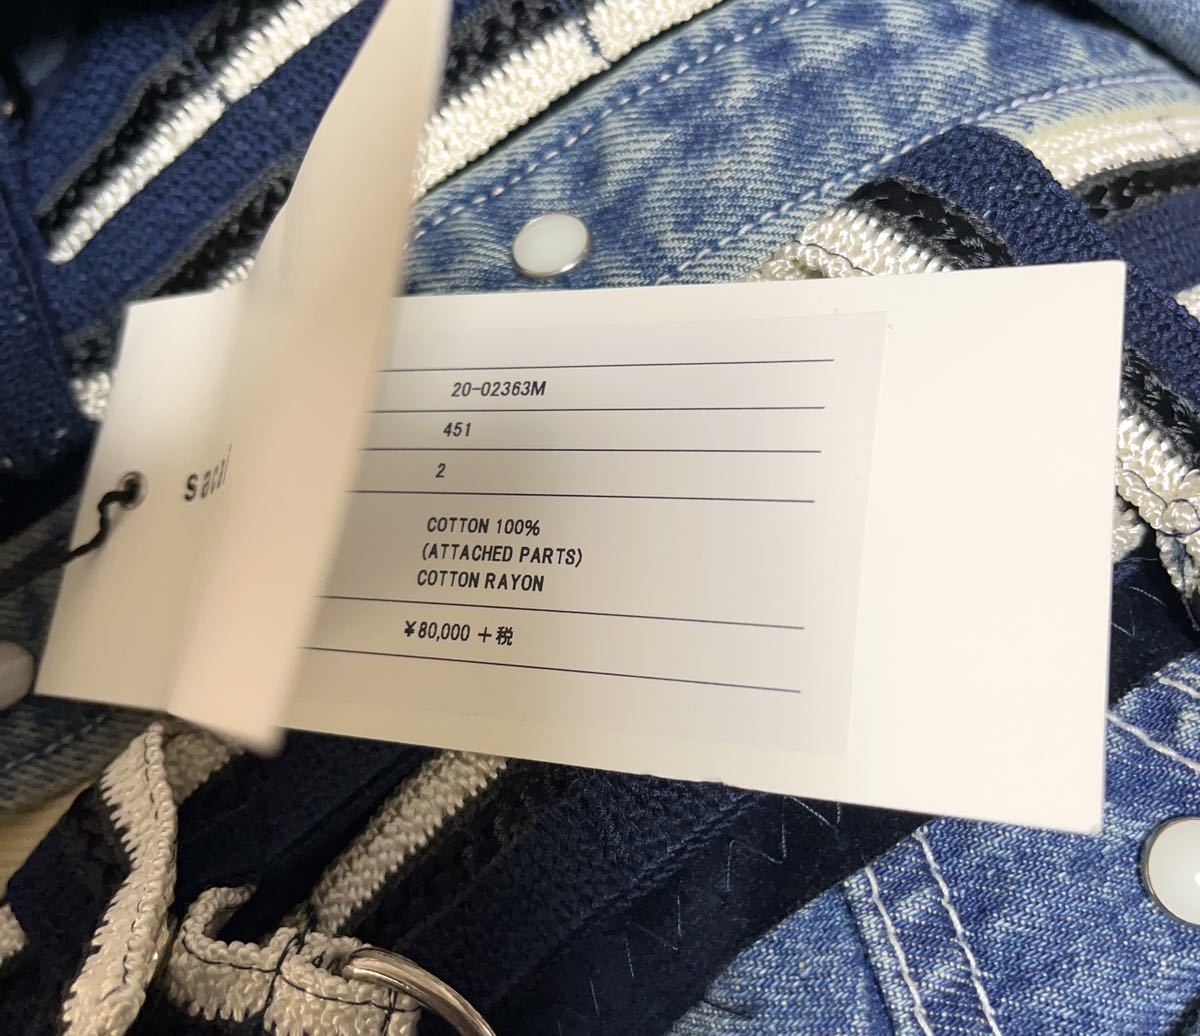 sacai
20-02363M
451
2
COTTON 100%
(ATTACHED PARTS)
COTTON RAYON
¥80,000 +税